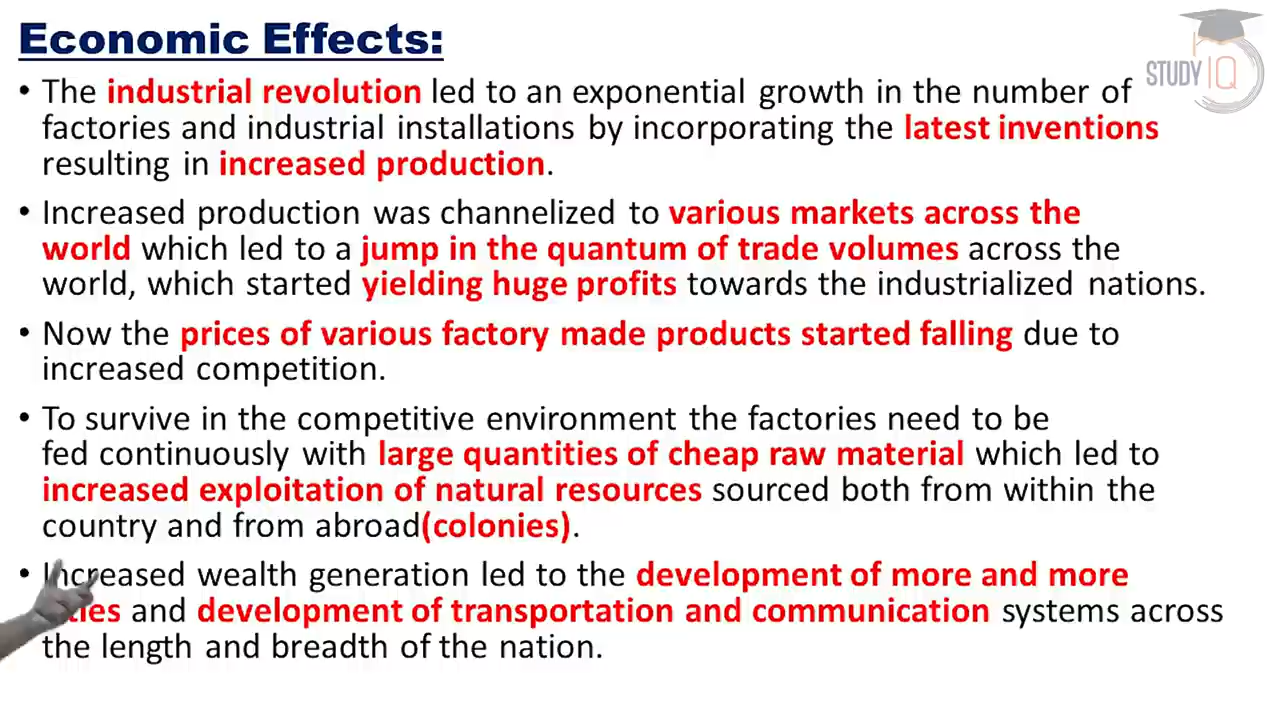 Economic Effects:
STUDY IQ
• The industrial revolution led to an exponential growth in the number of
factories and industrial installations by incorporating the latest inventions
resulting in increased production.
• Increased production was channelized to various markets across the
world which led to a jump in the quantum of trade volumes across the
world, which started yielding huge profits towards the industrialized nations.
• Now the prices of various factory made products started falling due to
increased competition.
• To survive in the competitive environment the factories need to be
fed continuously with large quantities of cheap raw material which led to
increased exploitation of natural resources sourced both from within the
country and from abroad(colonies).
• Increased wealth generation led to the development of more and more
and development of transportation and communication systems across
the length and breadth of the nation.